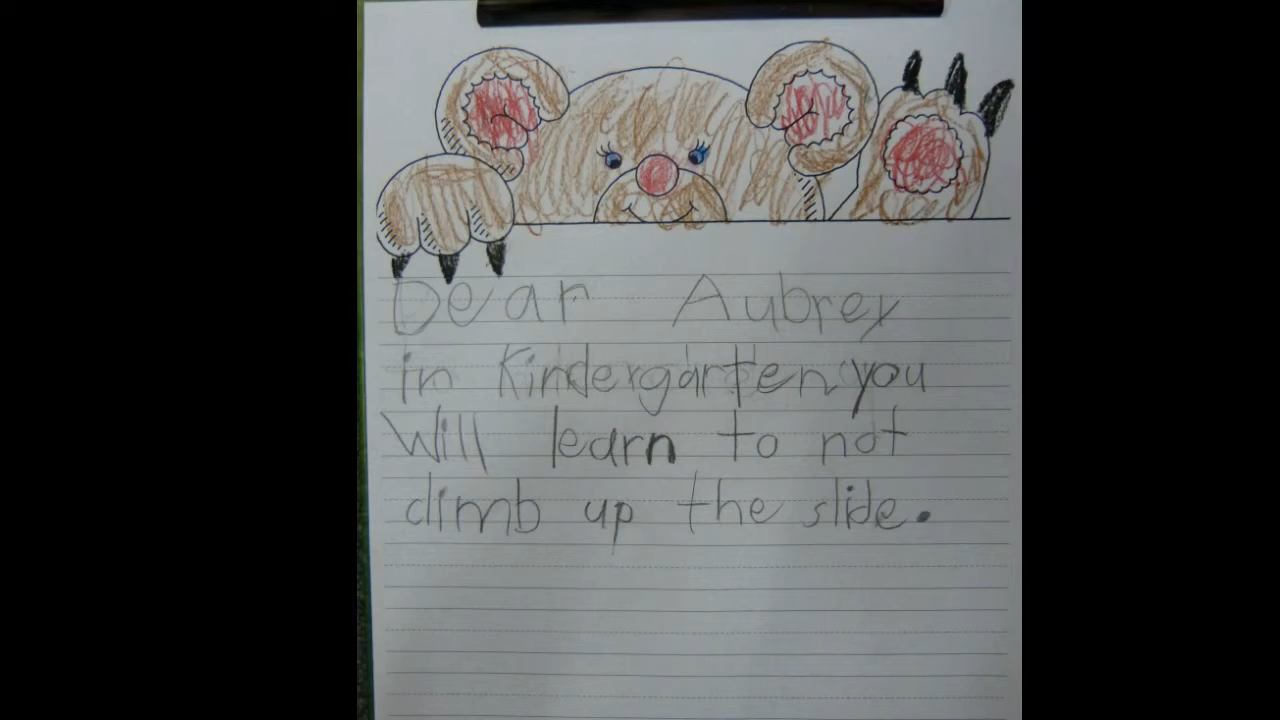 Dear Aubrey
in Kindergarten you
Will learn to not
climb up the slide.